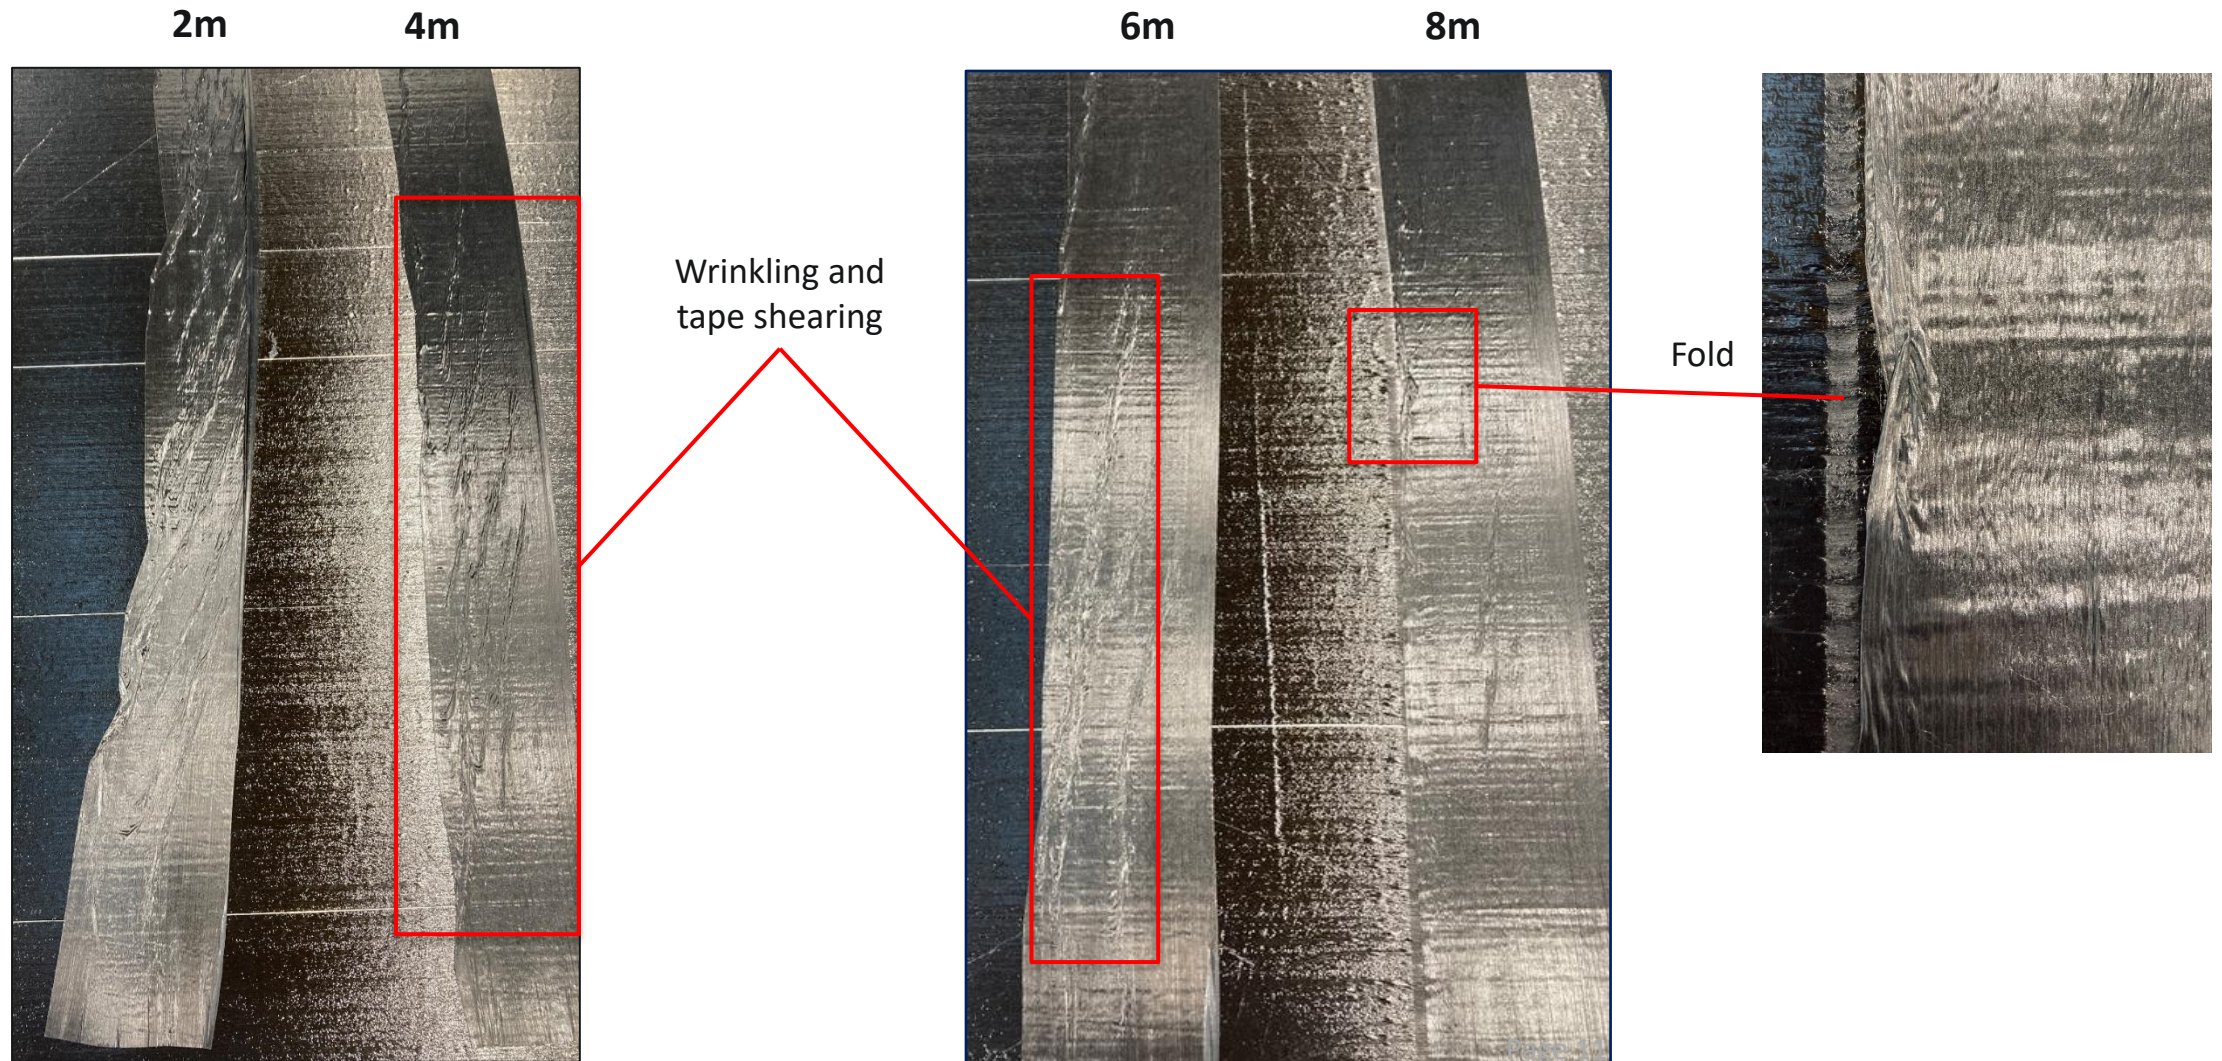 2m
4m
6m
8m
Wrinkling and
tape shearing
Fold